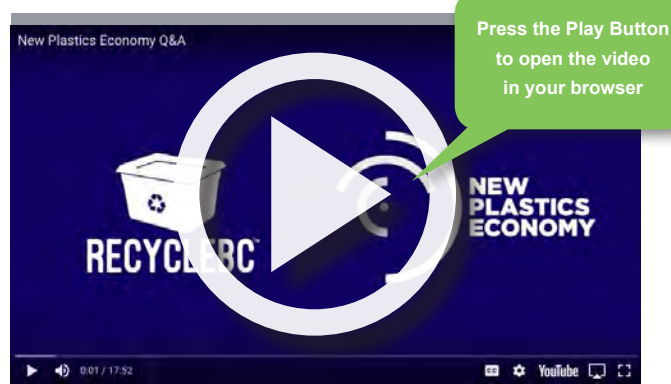 New Plastics Economy Q&A
Press the Play Button
to open the video
in your browser
RECYCLEBC
NEW
PLASTICS
ECONOMY
0:01 / 17:52
CC
YouTube